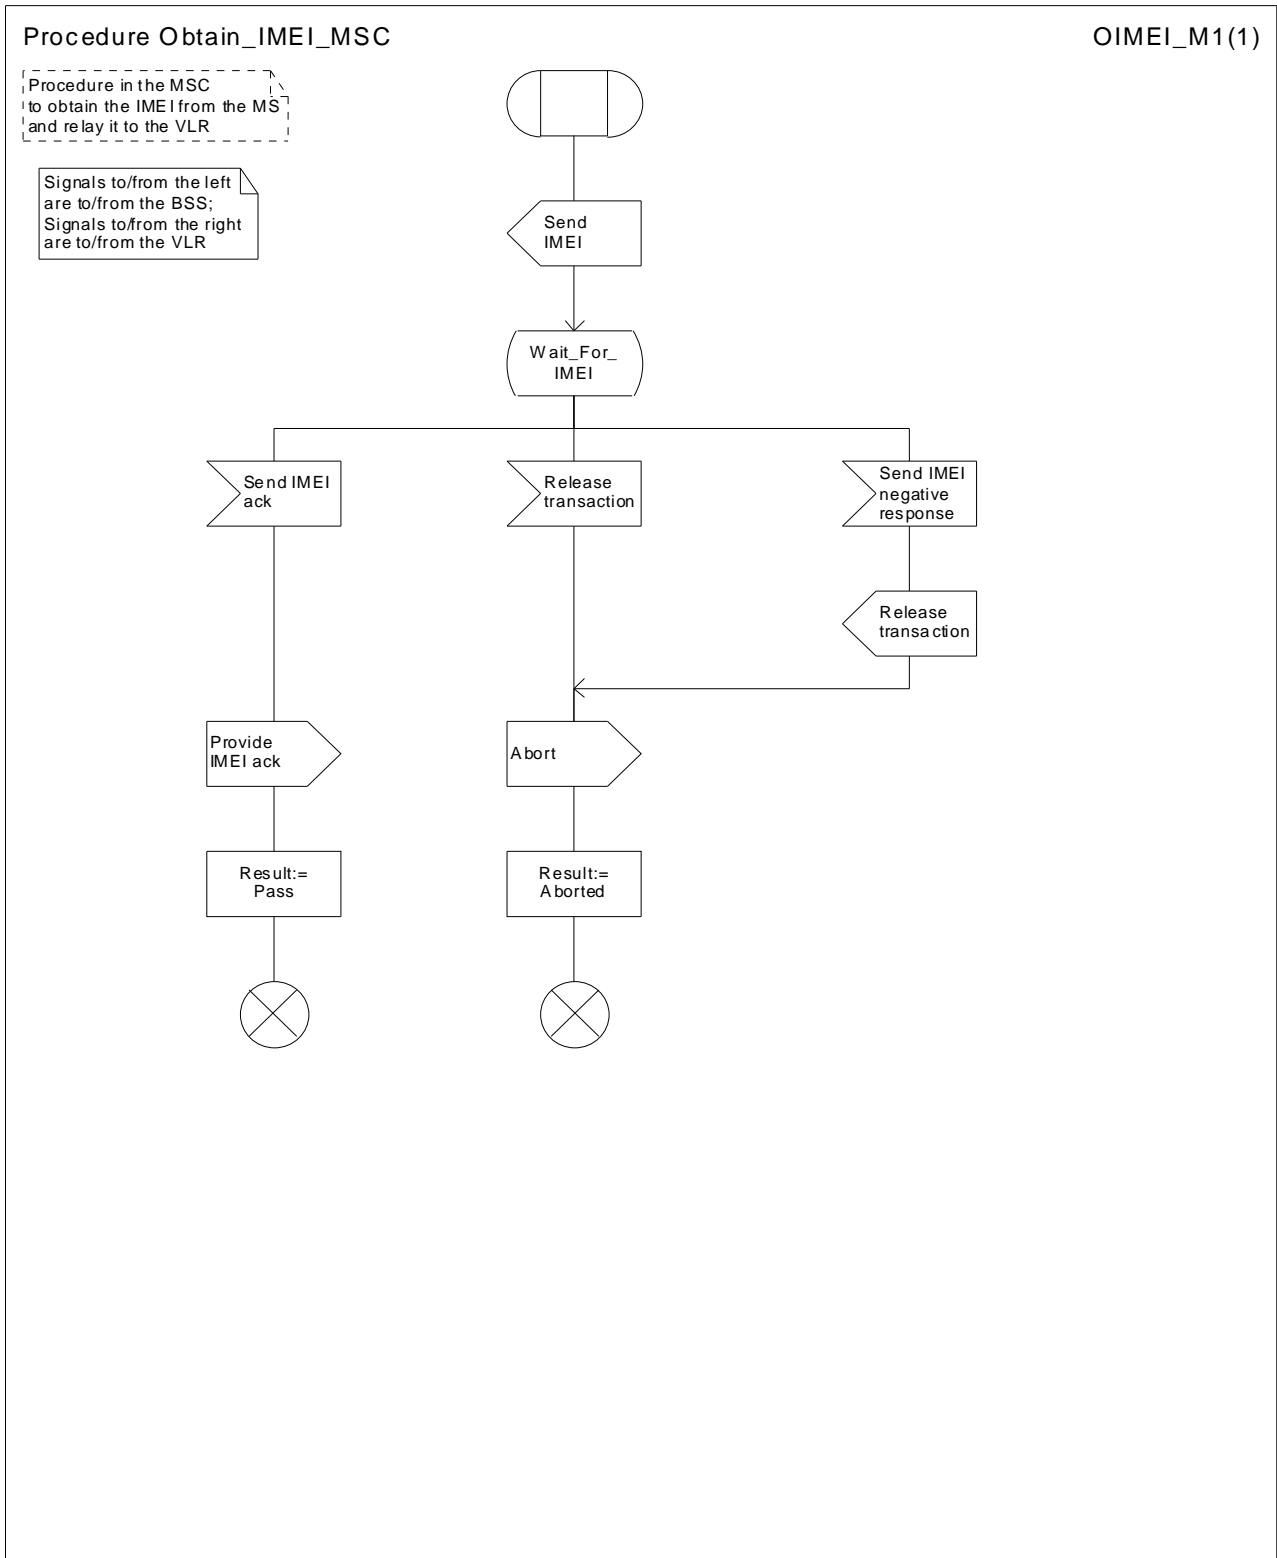 Procedure Obtain_IMEI_MSC
OIMEI_M1(1)
Procedure in the MSC
to obtain the IMEI from the MS
and relay it to the VLR
Signals to/from the left
are to/from the BSS;
Signals to/from the right
are to/from the VLR
Send
IMEI
Wait_For_
IMEI
Send IMEI
ack
Release
transaction
Send IMEI
negative
response
Release
transaction
Provide
IMEI ack
Abort
Result:=
Pass
Result:=
Aborted